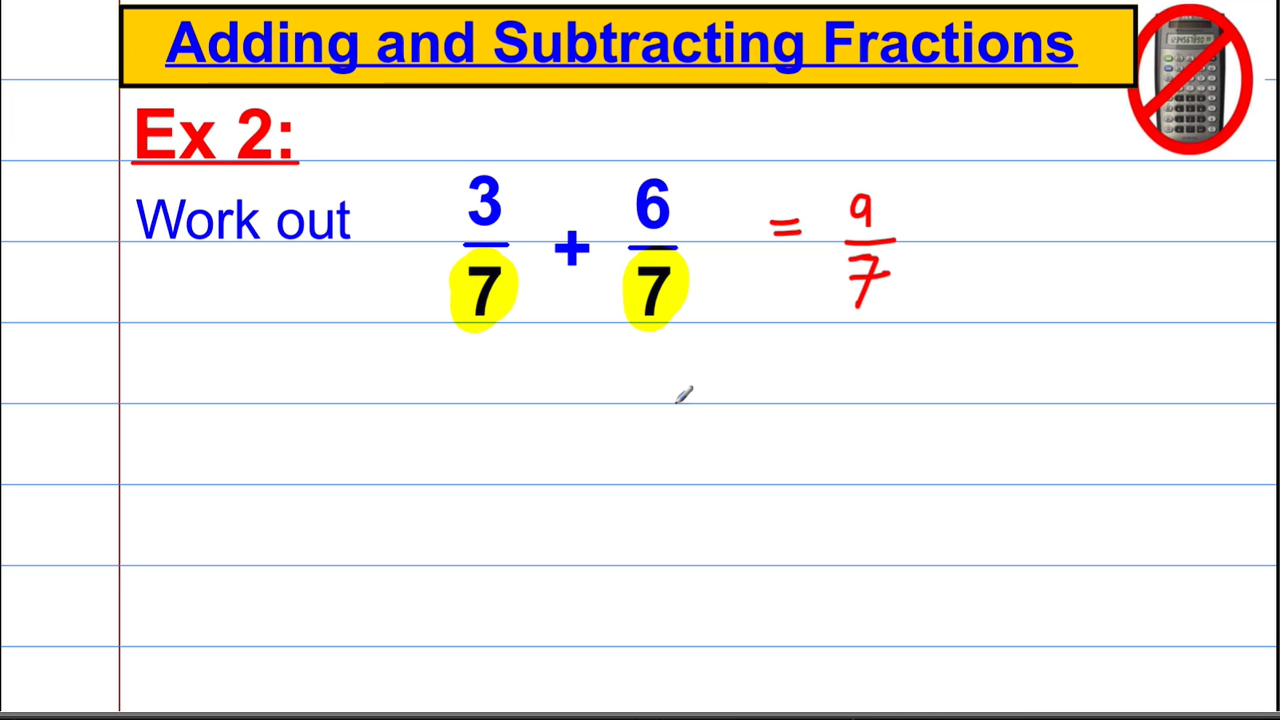 Adding and Subtracting Fractions
Ex 2:
Work out 3/7 + 6/7 = 9/7